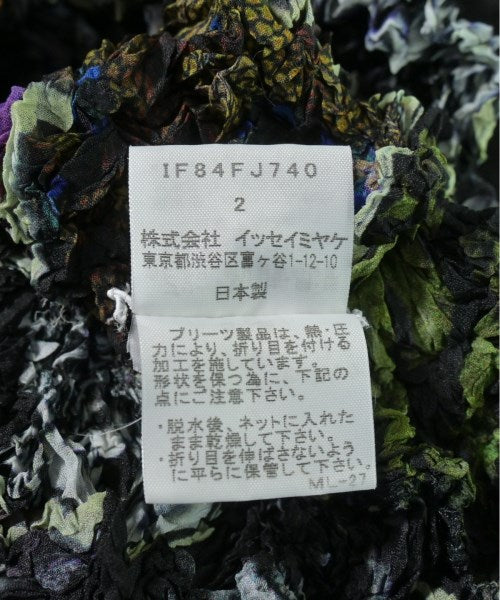 IF84FJ740
2
株式会社 イッセイミヤケ
東京都渋谷区富ヶ谷1-12-10
日本製
プリーツ製品は、熱・圧
力により、折り目を付ける
加工を施しています。
形状を保つ為に、下記の
点にご注意下さい。
・脱水後、ネットに入れた
まま乾燥して下さい。
・折り目を伸ばさないよう
に平らに保管して下さい。
ML-27